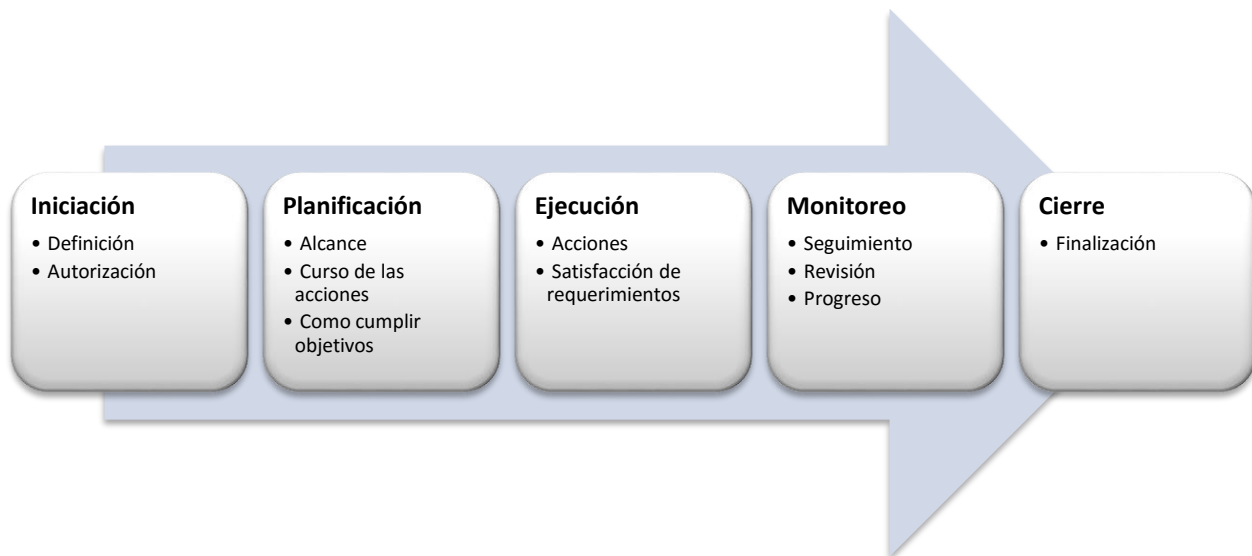 Iniciación
• Definición
• Autorización
Planificación
• Alcance
• Curso de las
acciones
• Como cumplir
objetivos
Ejecución
• Acciones
• Satisfacción de
requerimientos
Monitoreo
• Seguimiento
• Revisión
• Progreso
Cierre
• Finalización